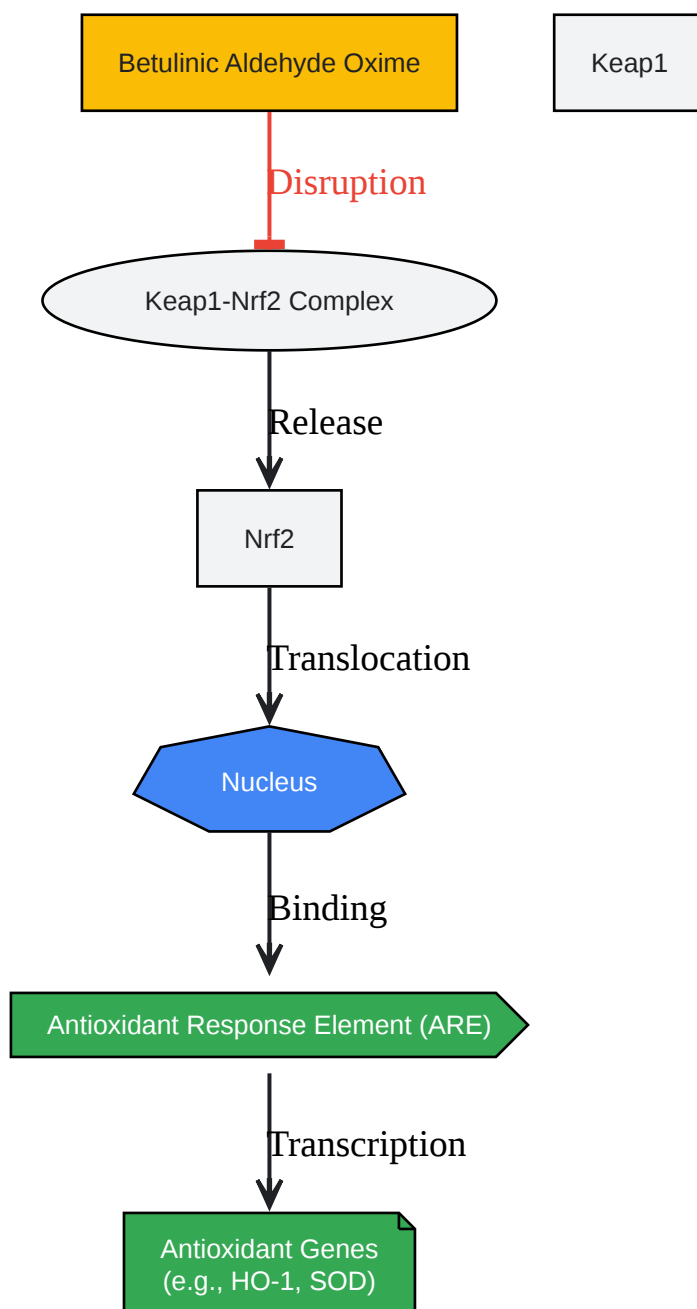 Betulinic Aldehyde Oxime
Keap1
Disruption
Keap1-Nrf2 Complex
Release
Nrf2
Translocation
Nucleus
Binding
Antioxidant Response Element (ARE)
Transcription
Antioxidant Genes
(e.g., HO-1, SOD)